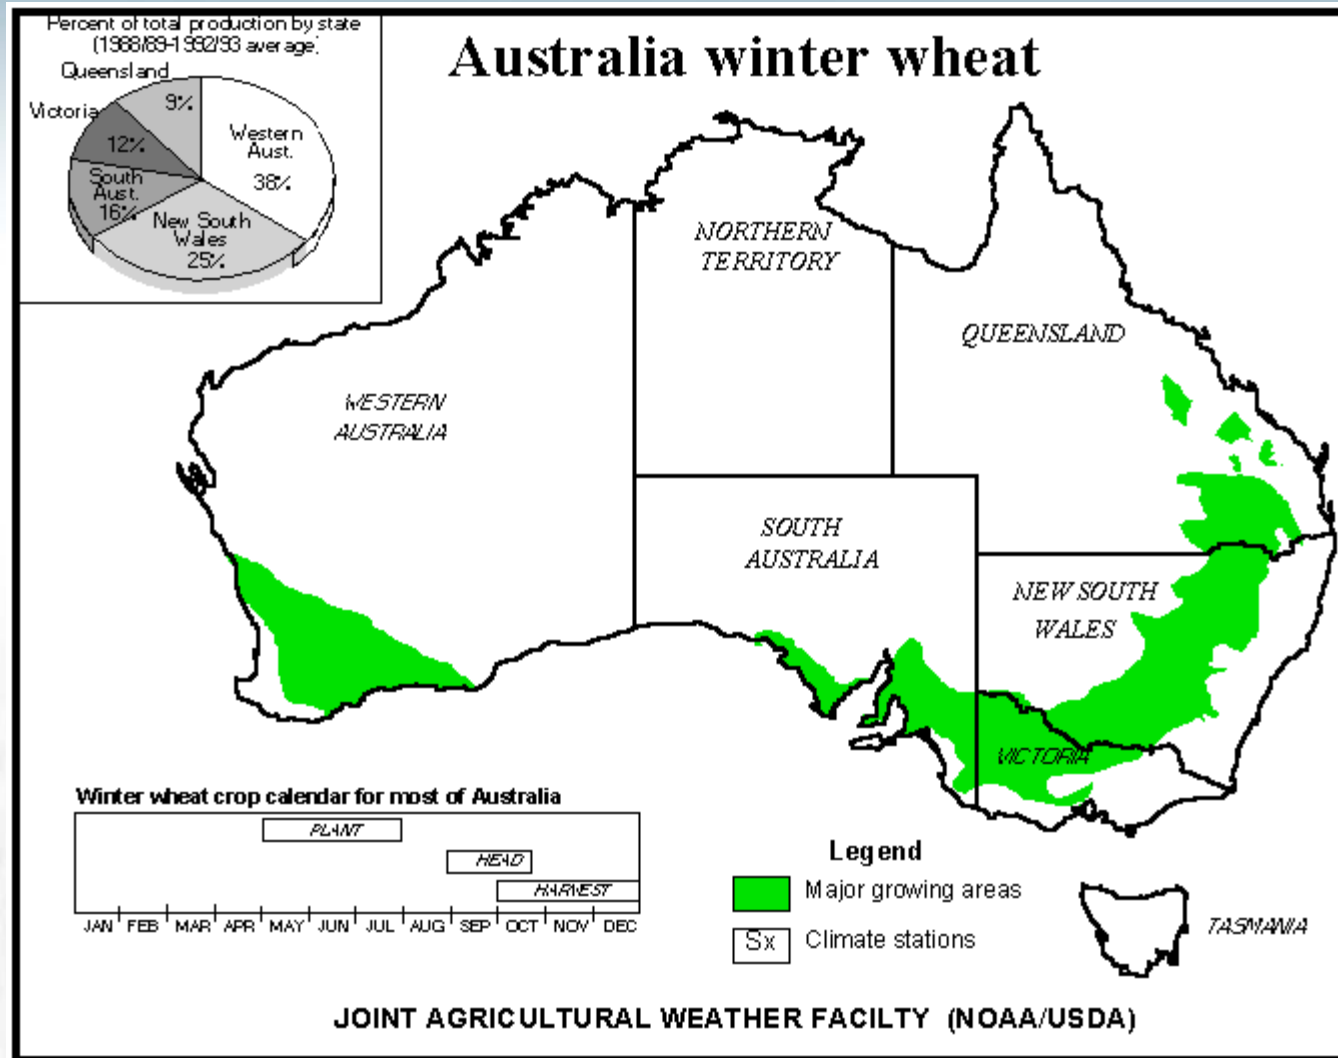 Percent of total production by state
(1988/89-1992/93 average)
Queensland
9%
Victoria
12%
Western
Aust.
38%
South
Aust.
16%
New South
Wales
25%
Australia winter wheat
NORTHERN
TERRITORY
QUEENSLAND
WESTERN
AUSTRALIA
SOUTH
AUSTRALIA
NEW SOUTH
WALES
VICTORIA
Winter wheat crop calendar for most of Australia
PLANT
HEAD
HARVEST
JAN FEB MAR APR MAY JUN JUL AUG SEP OCT NOV DEC
Legend
Major growing areas
Sx Climate stations
TASMANIA
JOINT AGRICULTURAL WEATHER FACILTY (NOAA/USDA)